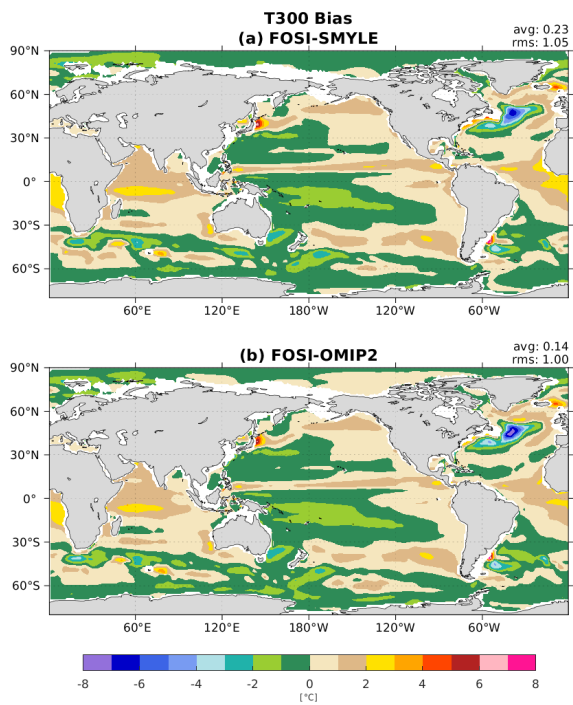 T300 Bias
(a) FOSI-SMYLE
avg: 0.23
rms: 1.05
90°N
60°N
30°N
0°
30°S
60°S
60°E 120°E 180°W 120°W 60°W
(b) FOSI-OMIP2
avg: 0.14
rms: 1.00
90°N
60°N
30°N
0°
30°S
60°S
60°E 120°E 180°W 120°W 60°W
-8 -6 -4 -2 0 2 4 6 8
[°C]